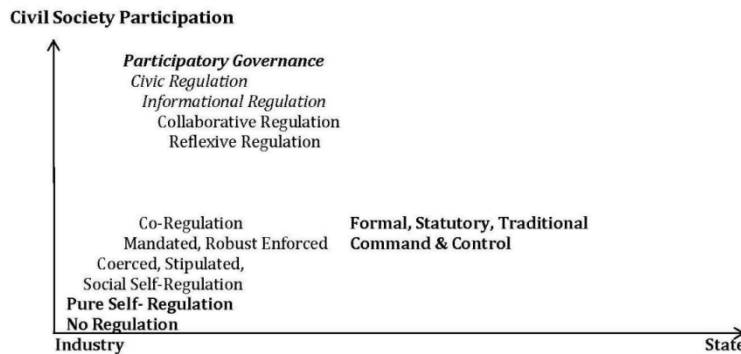 Civil Society Participation
Participatory Governance
Civic Regulation
Informational Regulation
Collaborative Regulation
Reflexive Regulation
Co-Regulation
Mandated, Robust Enforced
Coerced, Stipulated,
Social Self-Regulation
Pure Self- Regulation
No Regulation
Formal, Statutory, Traditional
Command & Control
Industry
State